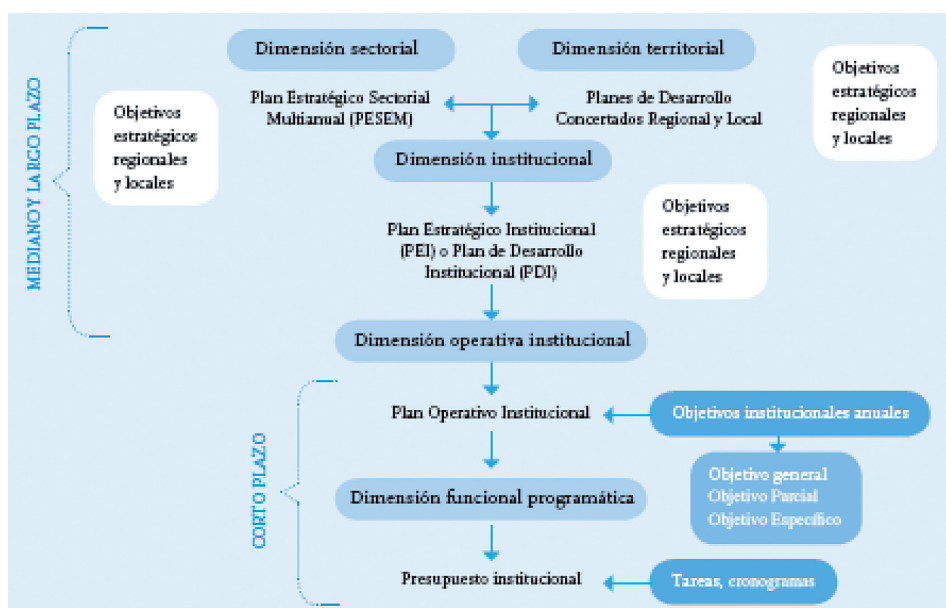 MEDIANO Y LARGO PLAZO
Dimensión sectorial
Dimensión territorial
Objetivos
estratégicos
regionales
y locales
Plan Estratégico Sectorial
Multianual (PESEM)
Planes de Desarrollo
Concertados Regional y Local
Objetivos
estratégicos
regionales
y locales
Dimensión institucional
Plan Estratégico Institucional
(PEI) o Plan de Desarrollo
Institucional (PDI)
Objetivos
estratégicos
regionales
y locales
Dimensión operativa institucional
CORTO PLAZO
Plan Operativo Institucional
Objetivos institucionales anuales
Objetivo general
Objetivo Parcial
Objetivo Específico
Dimensión funcional programática
Presupuesto institucional
Tareas, cronogramas